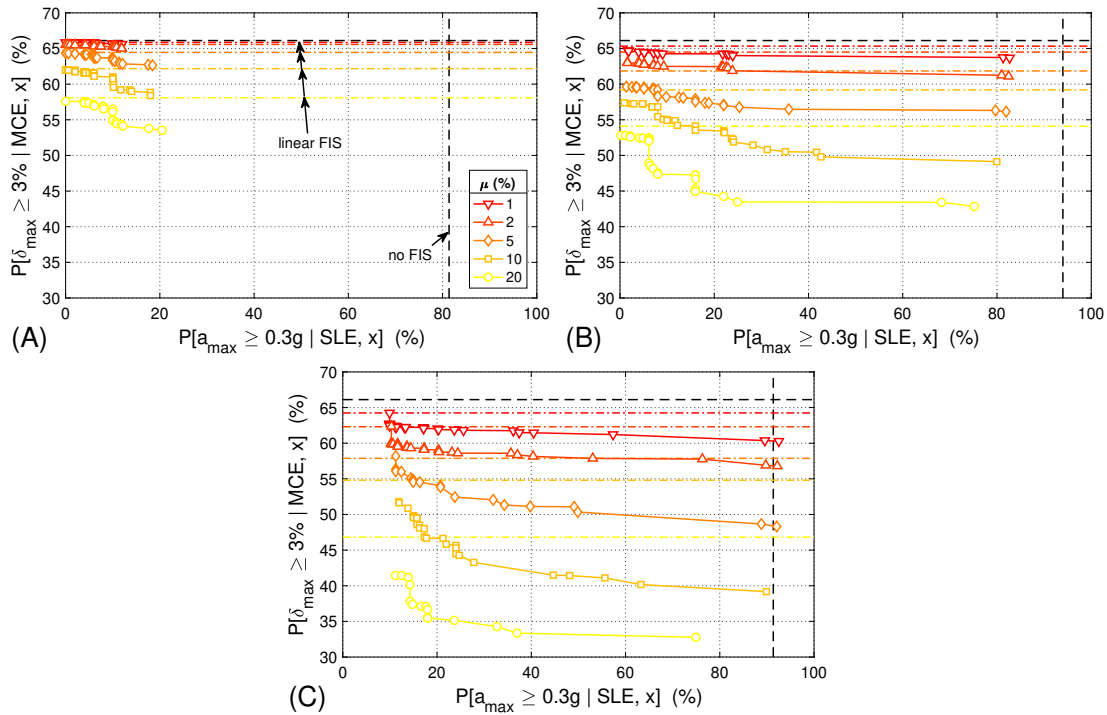 70
65
60
55
50
45
40
35
30
P[δmax ≥ 3% | MCE, x] (%)
linear FIS
no FIS
μ (%)
1
2
5
10
20
0 20 40 60 80 100
(A)
P[amax ≥ 0.3g | SLE, x] (%)
70
65
60
55
50
45
40
35
30
P[δmax ≥ 3% | MCE, x] (%)
0 20 40 60 80 100
(B)
P[amax ≥ 0.3g | SLE, x] (%)
70
65
60
55
50
45
40
35
30
P[δmax ≥ 3% | MCE, x] (%)
0 20 40 60 80 100
(C)
P[amax ≥ 0.3g | SLE, x] (%)